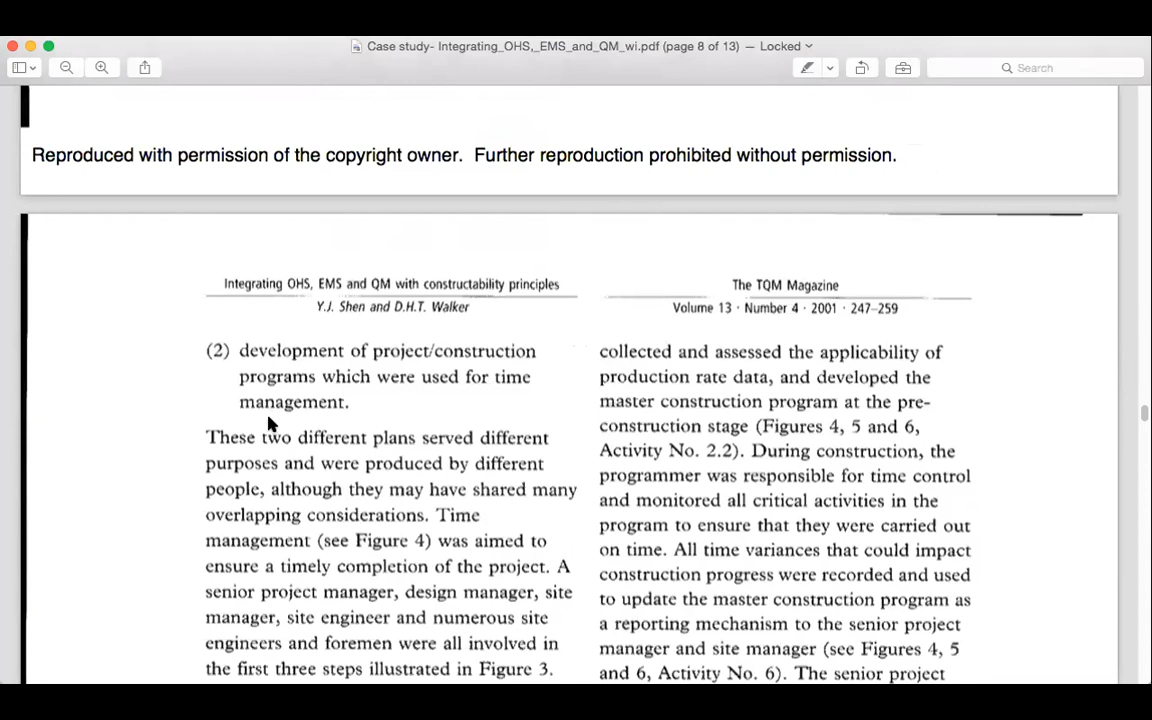 Case study- Integrating_OHS,_EMS_and_QM_wi.pdf (page 8 of 13) — Locked
Search
Reproduced with permission of the copyright owner. Further reproduction prohibited without permission.
Integrating OHS, EMS and QM with constructability principles
Y.J. Shen and D.H.T. Walker
The TQM Magazine
Volume 13 · Number 4 · 2001 · 247–259
(2) development of project/construction
programs which were used for time
management.
These two different plans served different
purposes and were produced by different
people, although they may have shared many
overlapping considerations. Time
management (see Figure 4) was aimed to
ensure a timely completion of the project. A
senior project manager, design manager, site
manager, site engineer and numerous site
engineers and foremen were all involved in
the first three steps illustrated in Figure 3.
collected and assessed the applicability of
production rate data, and developed the
master construction program at the pre-
construction stage (Figures 4, 5 and 6,
Activity No. 2.2). During construction, the
programmer was responsible for time control
and monitored all critical activities in the
program to ensure that they were carried out
on time. All time variances that could impact
construction progress were recorded and used
to update the master construction program as
a reporting mechanism to the senior project
manager and site manager (see Figures 4, 5
and 6, Activity No. 6). The senior project